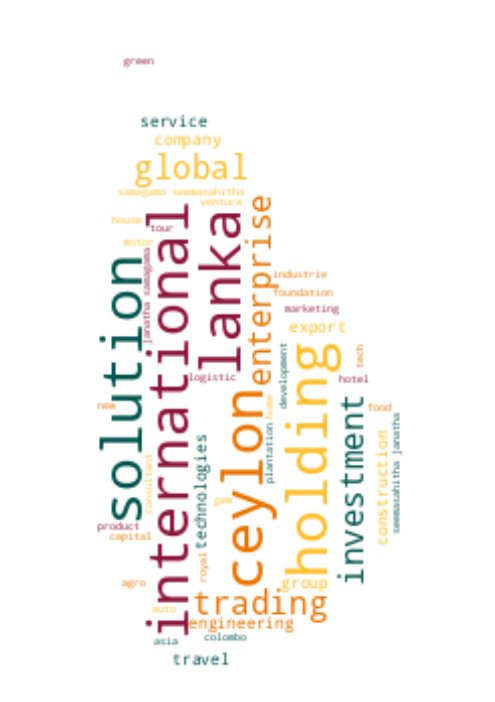 green
service
company
global
samagama seemasahitha
venture
enterprise
international
lanka
house
tour
motor
janatha samagama
solution
industrie
foundation
marketing
export
holding
development
tech
logistic
hotel
ceylon
home
investment
new
food
plantation
seemasahitha janatha
construction
technologies
consultant
gem
product
capital
royal
agro
group
trading
auto
engineering
asia
colombo
travel